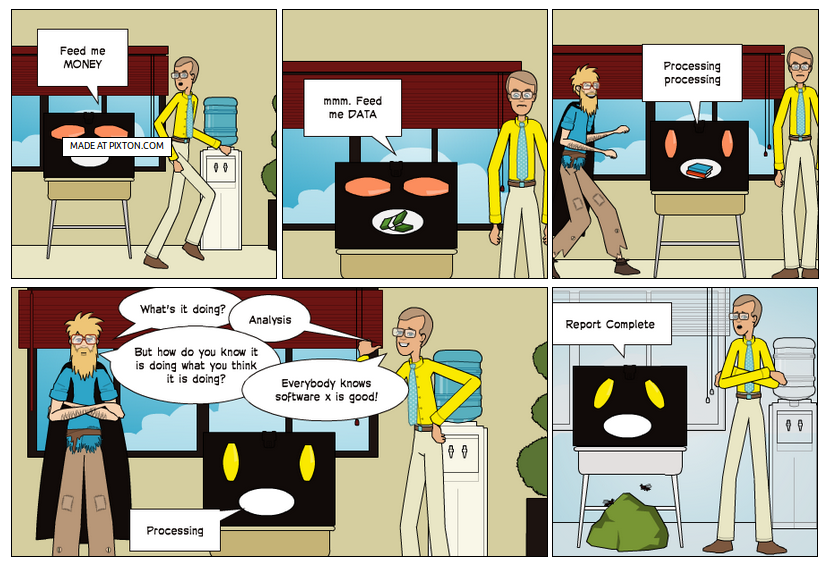 Feed me
MONEY
MADE AT PIXTON.COM
mmm. Feed
me DATA
Processing
processing
What's it doing?
Analysis
But how do you know it
is doing what you think
it is doing?
Everybody knows
software x is good!
Processing
Report Complete